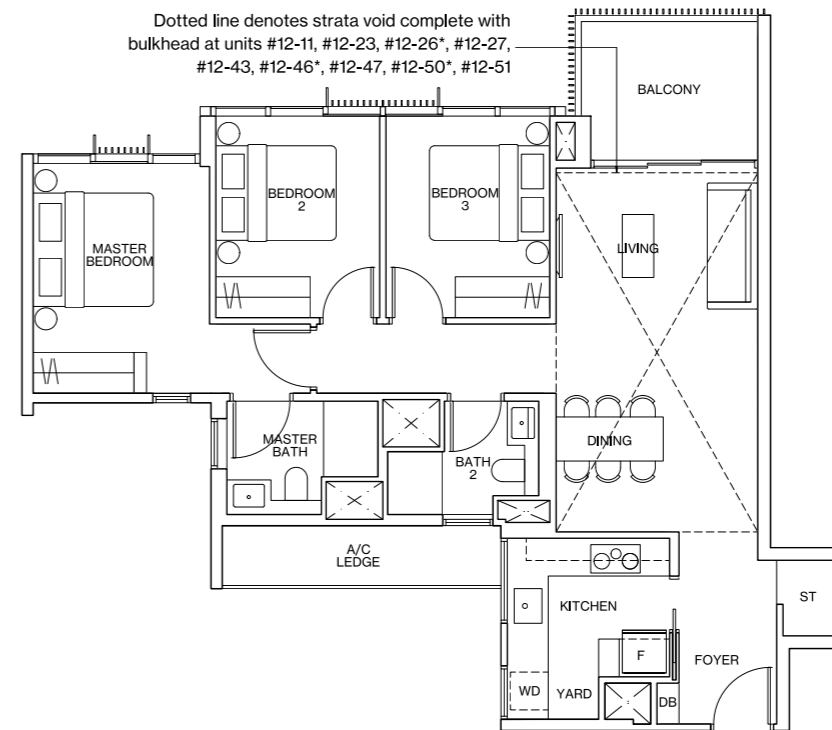 Dotted line denotes strata void complete with
bulkhead at units #12-11, #12-23, #12-26*, #12-27,
#12-43, #12-46*, #12-47, #12-50*, #12-51
BALCONY
BEDROOM
2
BEDROOM
3
MASTER
BEDROOM
LIVING
MASTER
BATH
BATH
2
DINING
A/C
LEDGE
KITCHEN
ST
F
FOYER
WD
YARD
DB